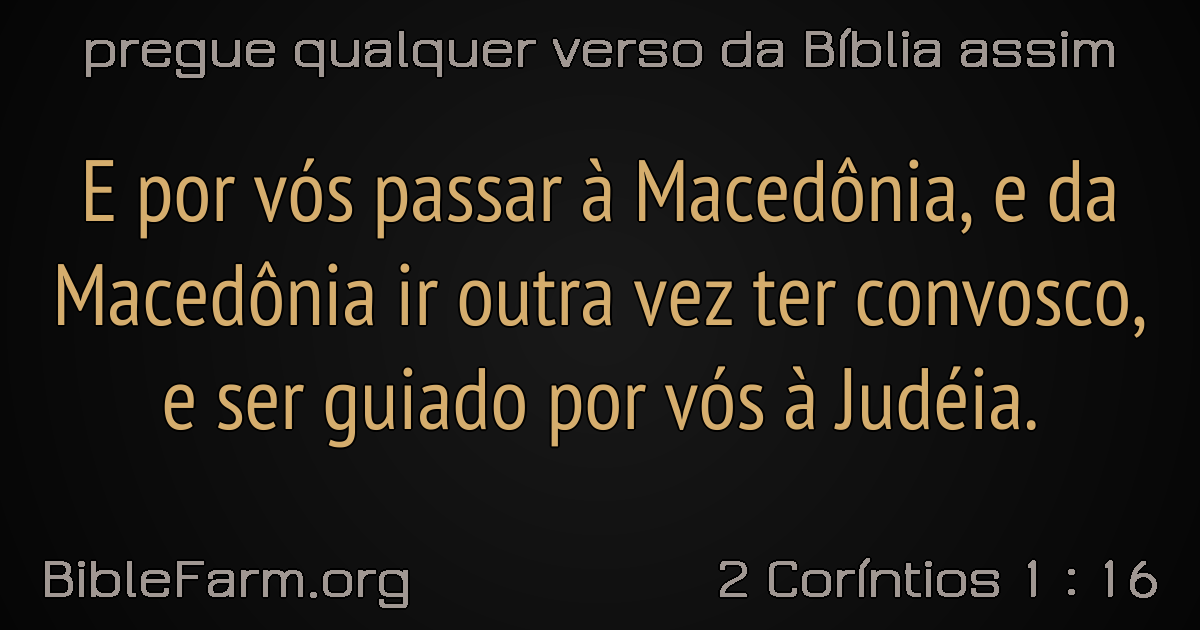 pregue qualquer verso da Bíblia assim
E por vós passar à Macedônia, e da
Macedônia ir outra vez ter convosco,
e ser guiado por vós à Judéia.
BibleFarm.org
2 Coríntios 1 : 16